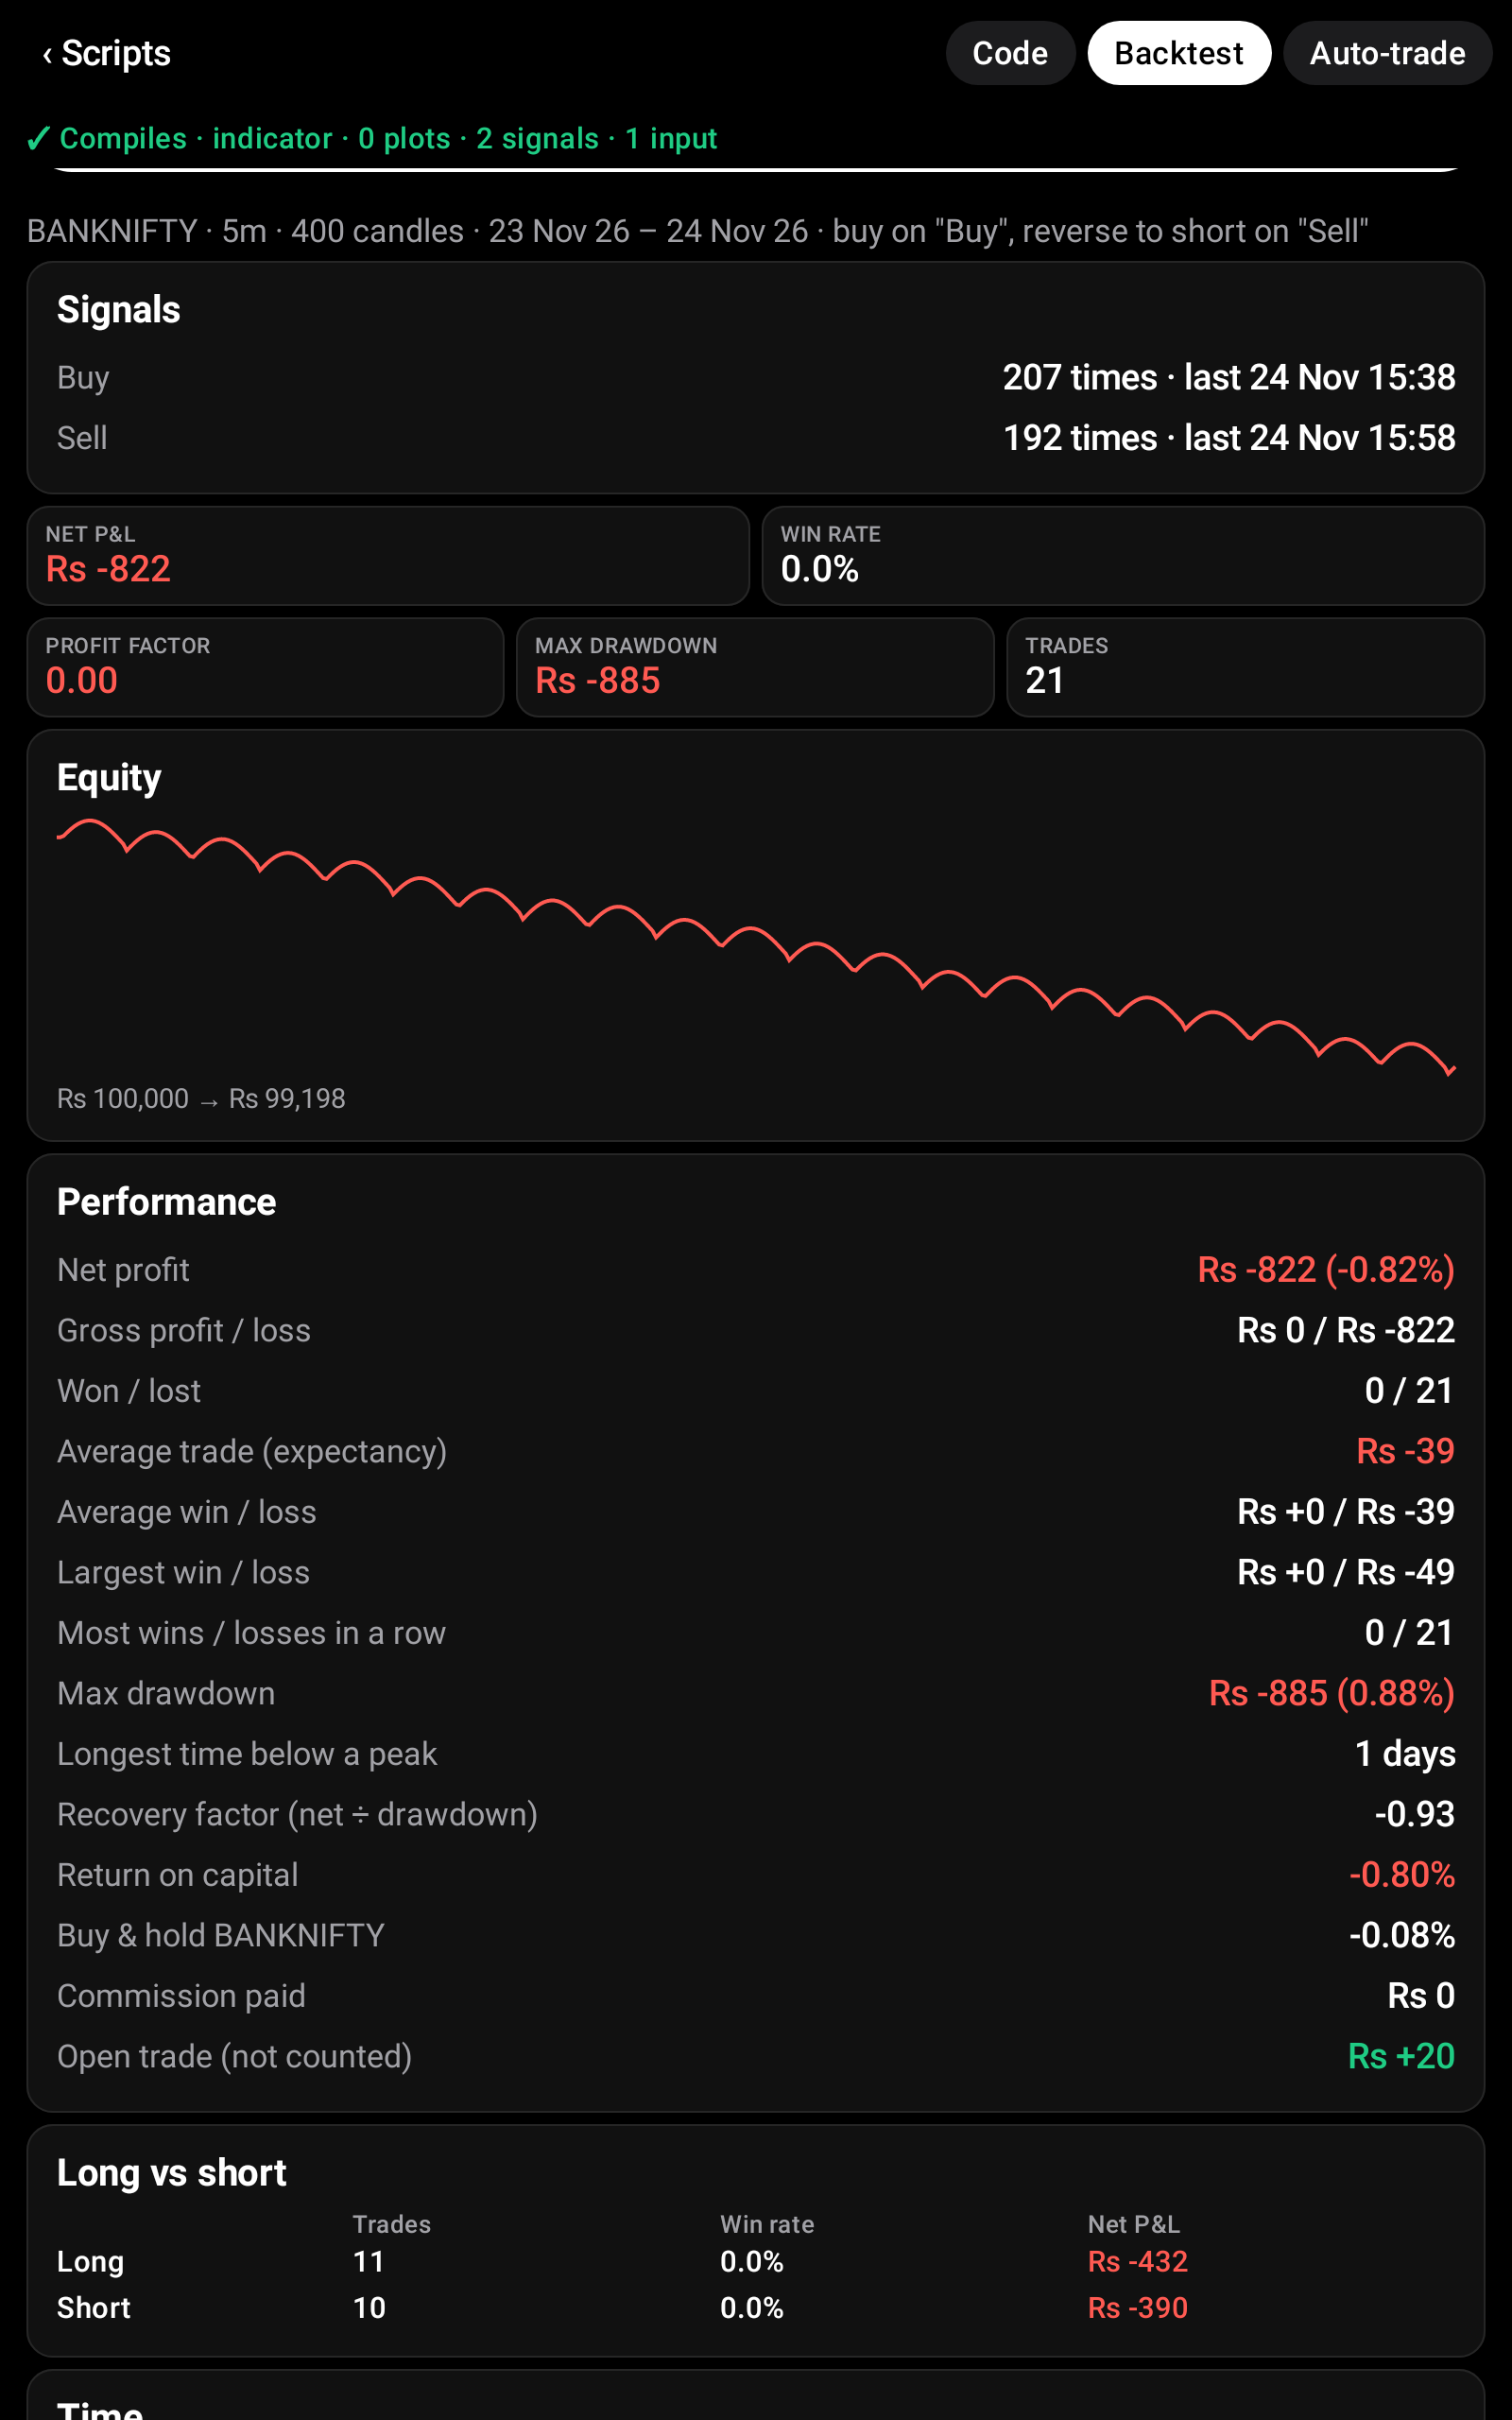 ‹ Scripts
Code
Backtest
Auto-trade
✓ Compiles · indicator · 0 plots · 2 signals · 1 input
BANKNIFTY · 5m · 400 candles · 23 Nov 26 – 24 Nov 26 · buy on "Buy", reverse to short on "Sell"
Signals
Buy 207 times · last 24 Nov 15:38
Sell 192 times · last 24 Nov 15:58
NET P&L
Rs -822
WIN RATE
0.0%
PROFIT FACTOR
0.00
MAX DRAWDOWN
Rs -885
TRADES
21
Equity
Rs 100,000 → Rs 99,198
Performance
Net profit Rs -822 (-0.82%)
Gross profit / loss Rs 0 / Rs -822
Won / lost 0 / 21
Average trade (expectancy) Rs -39
Average win / loss Rs +0 / Rs -39
Largest win / loss Rs +0 / Rs -49
Most wins / losses in a row 0 / 21
Max drawdown Rs -885 (0.88%)
Longest time below a peak 1 days
Recovery factor (net ÷ drawdown) -0.93
Return on capital -0.80%
Buy & hold BANKNIFTY -0.08%
Commission paid Rs 0
Open trade (not counted) Rs +20
Long vs short
Trades Win rate Net P&L
Long 11 0.0% Rs -432
Short 10 0.0% Rs -390
Time